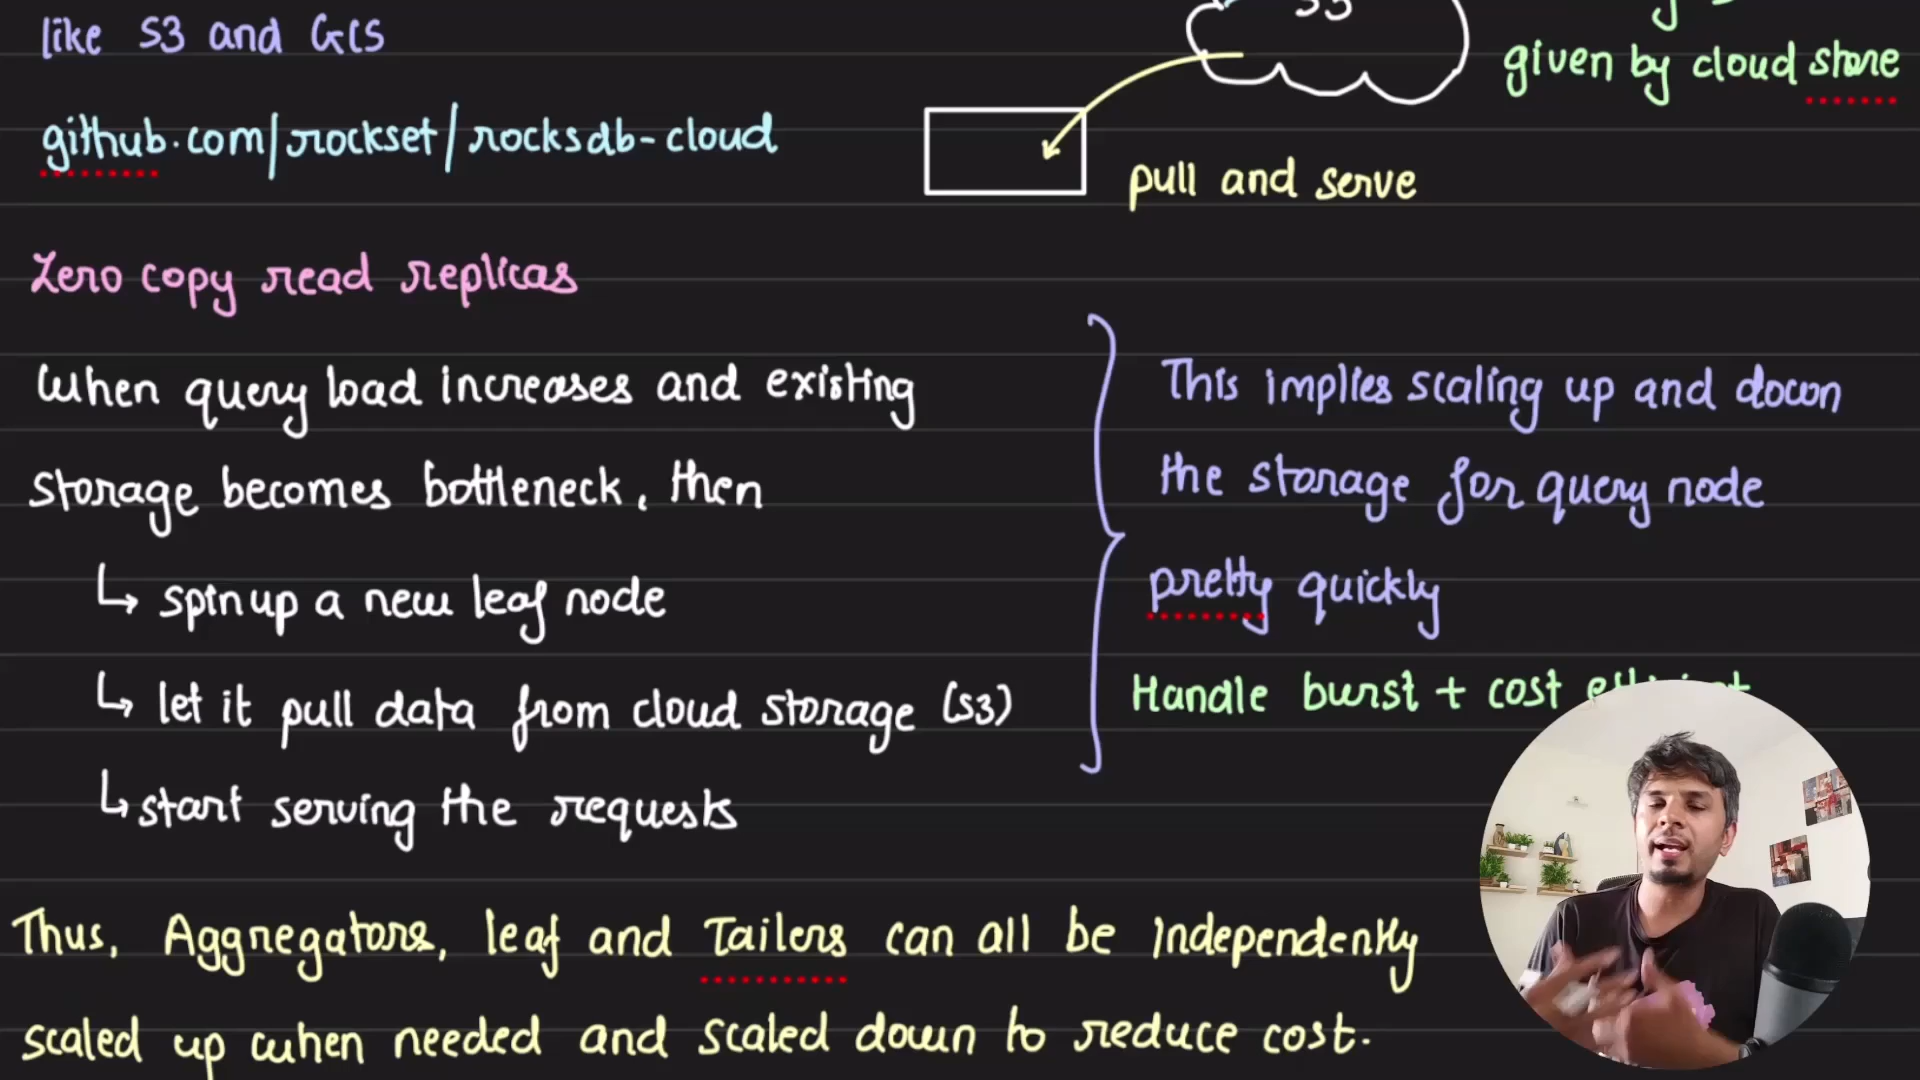 like S3 and GCS
S3
given by cloud store
github.com/rockset/rocksdb-cloud
pull and serve
Zero copy read replicas
When query load increases and existing
storage becomes bottleneck, then
↳ spin up a new leaf node
↳ let it pull data from cloud storage (S3)
↳ start serving the requests
This implies scaling up and down
the storage for query node
pretty quickly
Handle burst + cost
Thus, Aggregators, leaf and Tailers can all be independently
scaled up when needed and scaled down to reduce cost.